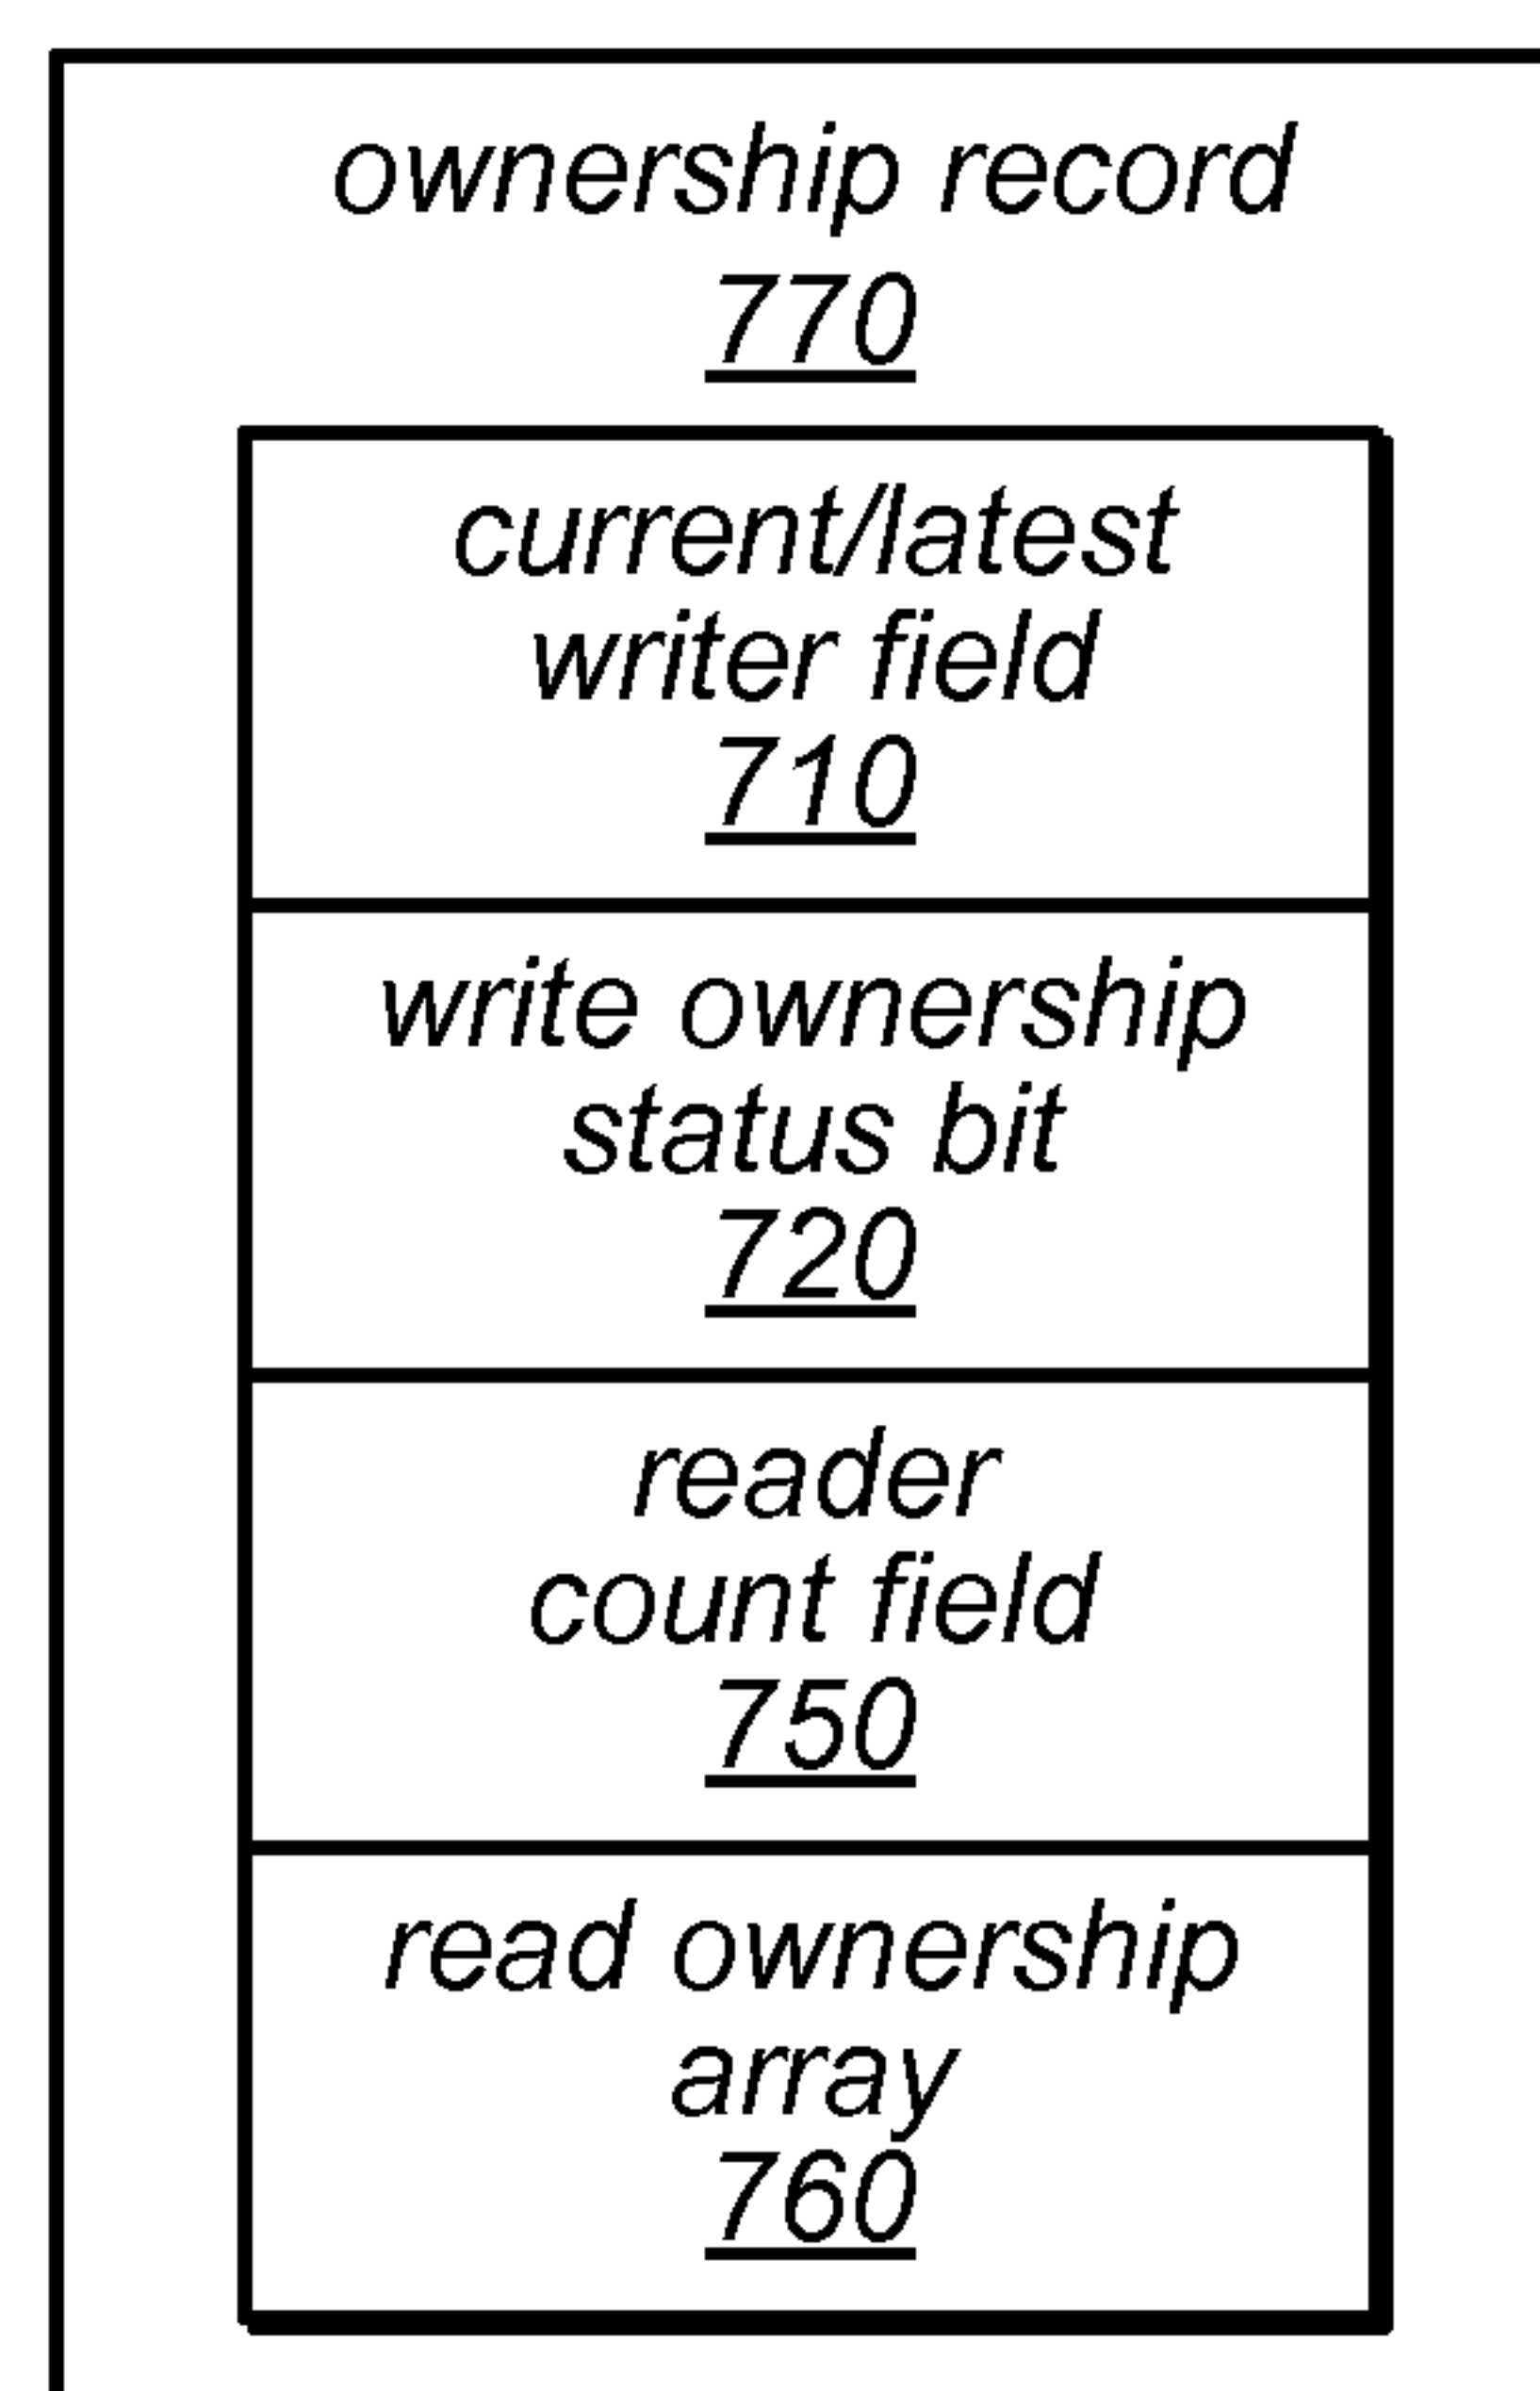 ownership record
770
current/latest
writer field
710
write ownership
status bit
720
reader
count field
750
read ownership
array
760